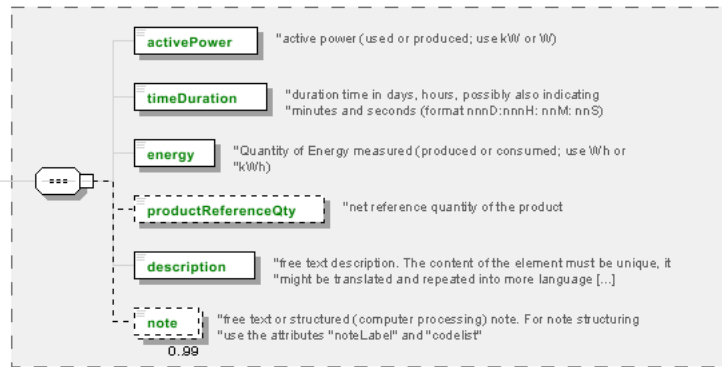 activePower
"active power (used or produced; use kW or W)
timeDuration
"duration time in days, hours, possibly also indicating
"minutes and seconds (format nnnD:nnnH: nnM: nnS)
energy
"Quantity of Energy measured (produced or consumed; use Wh or
"kWh)
productReferenceQty
"net reference quantity of the product
description
"free text description. The content of the element must be unique, it
"might be translated and repeated into more language [...]
note
"free text or structured (computer processing) note. For note structuring
"use the attributes "noteLabel" and "codelist"
0..99